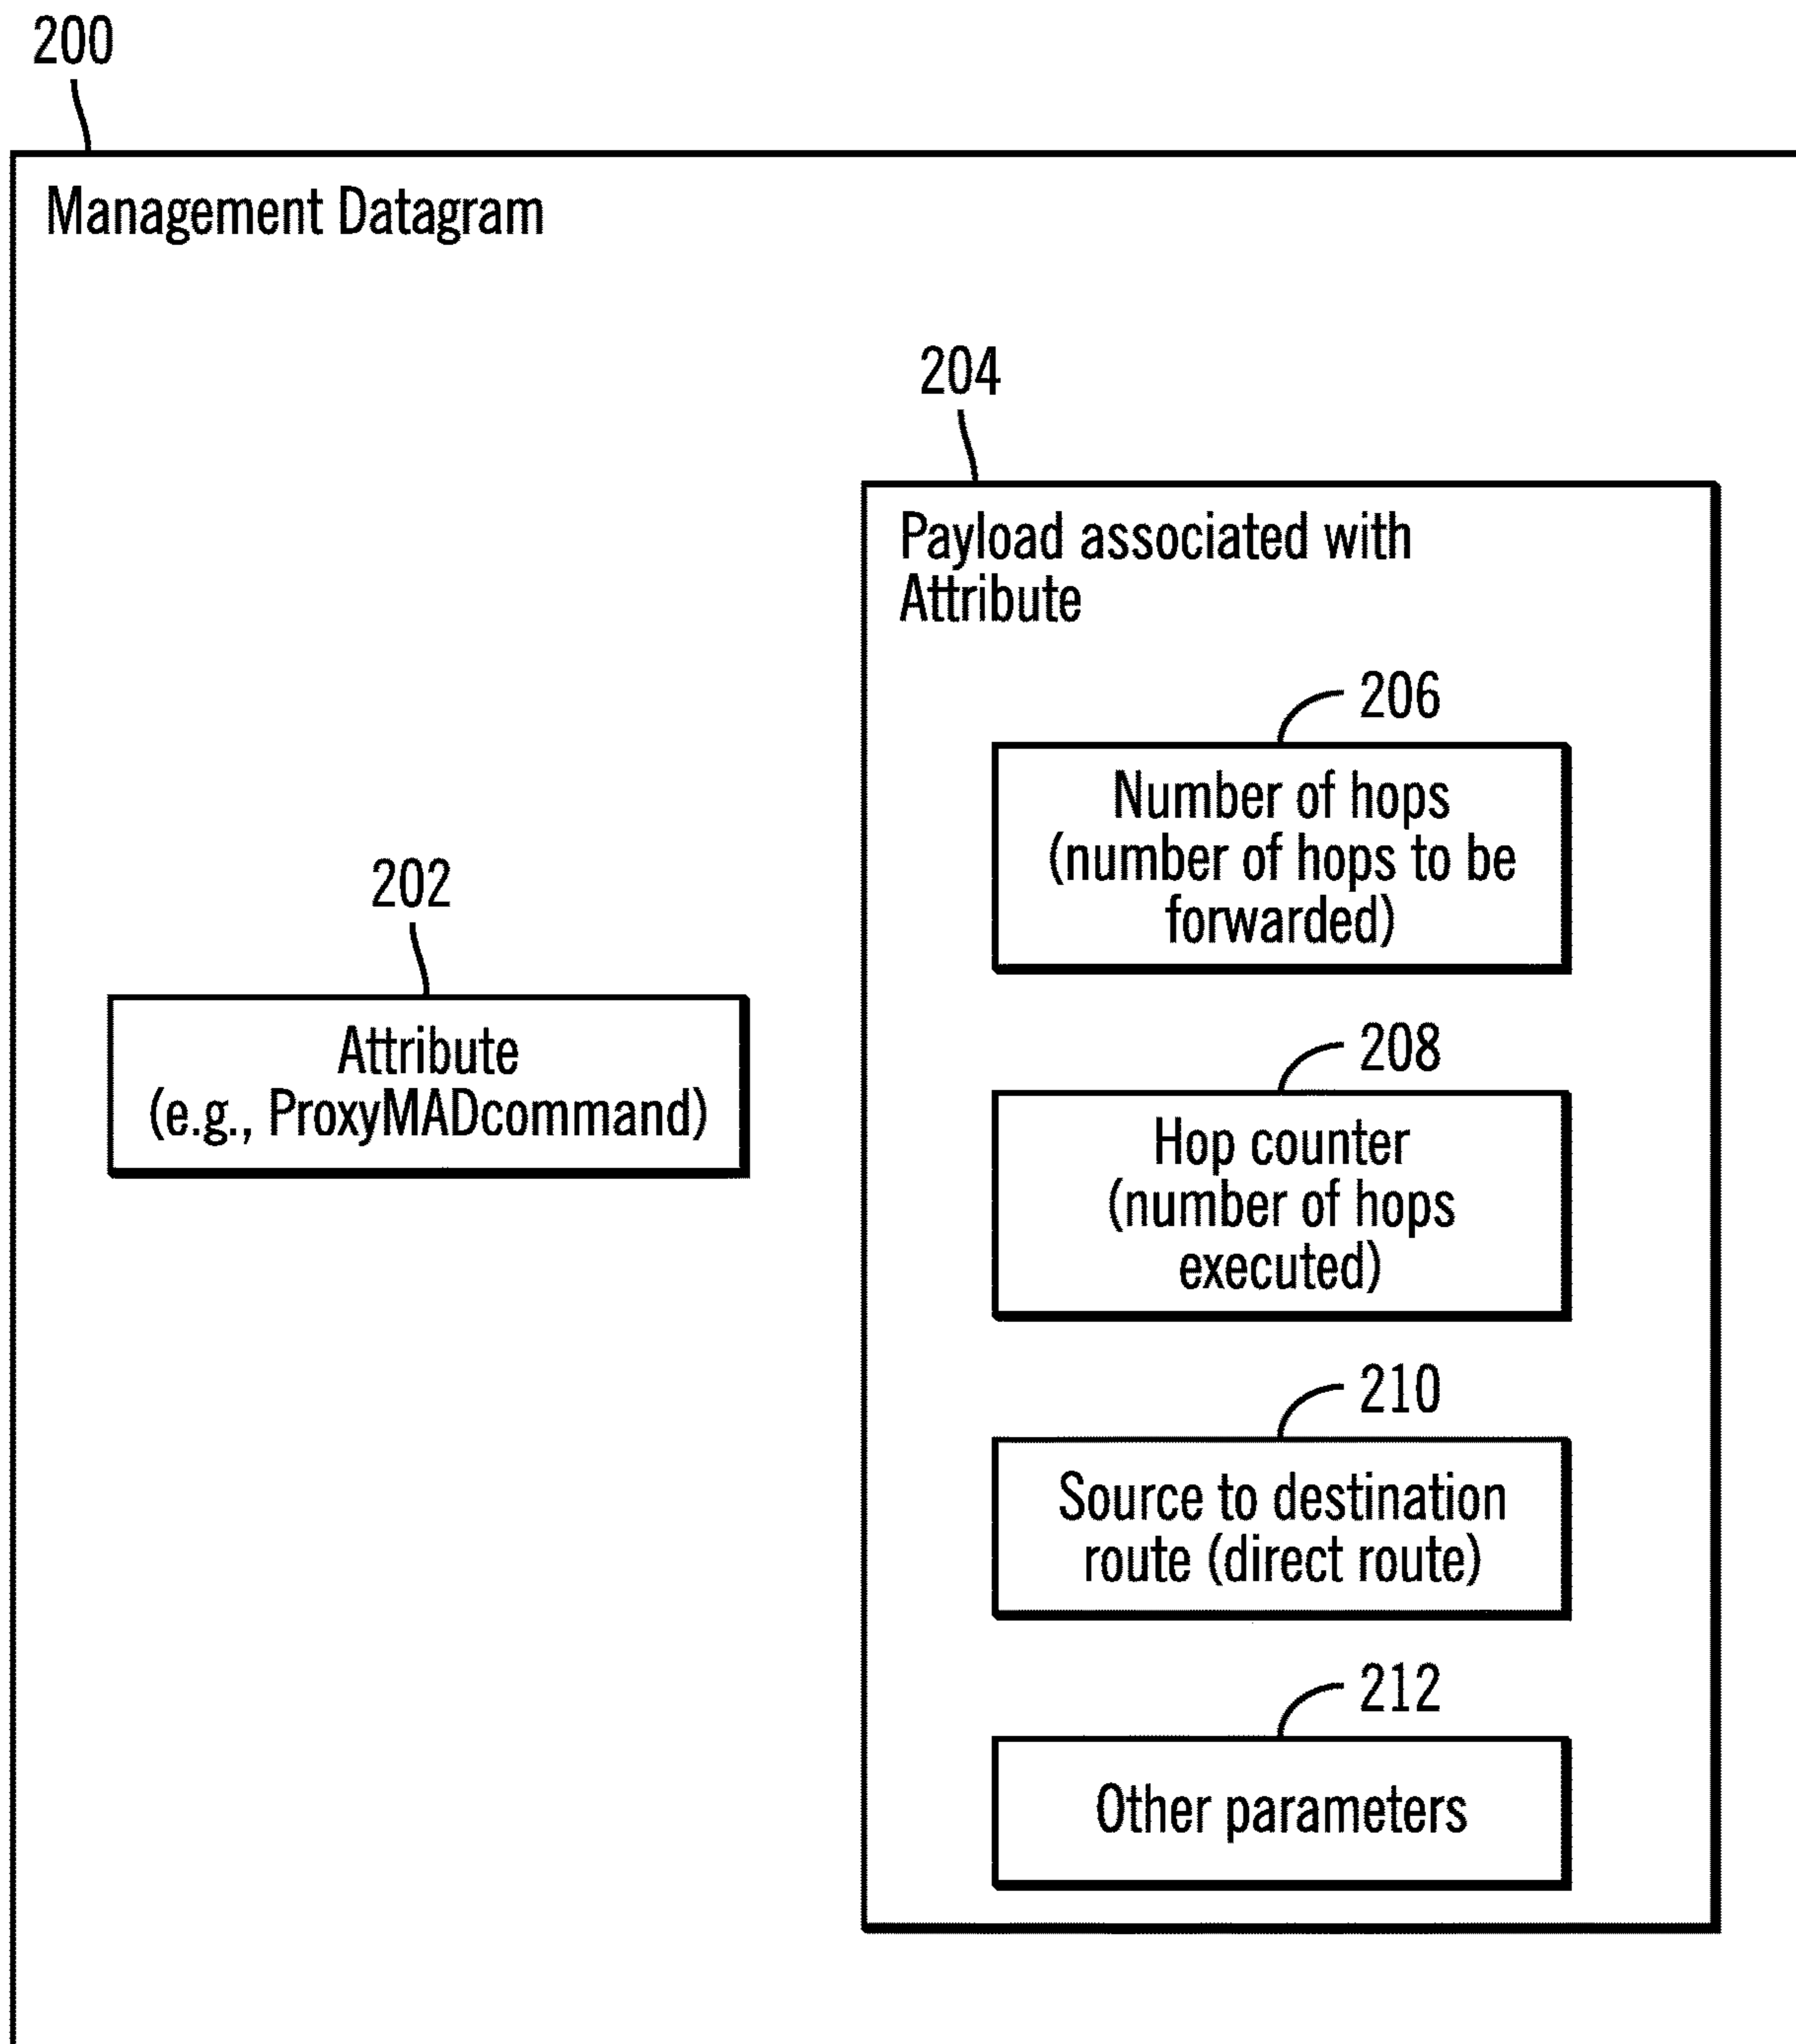 200
Management Datagram
204
Payload associated with
Attribute
206
Number of hops
(number of hops to be
forwarded)
202
Attribute
(e.g., ProxyMADcommand)
208
Hop counter
(number of hops
executed)
210
Source to destination
route (direct route)
212
Other parameters